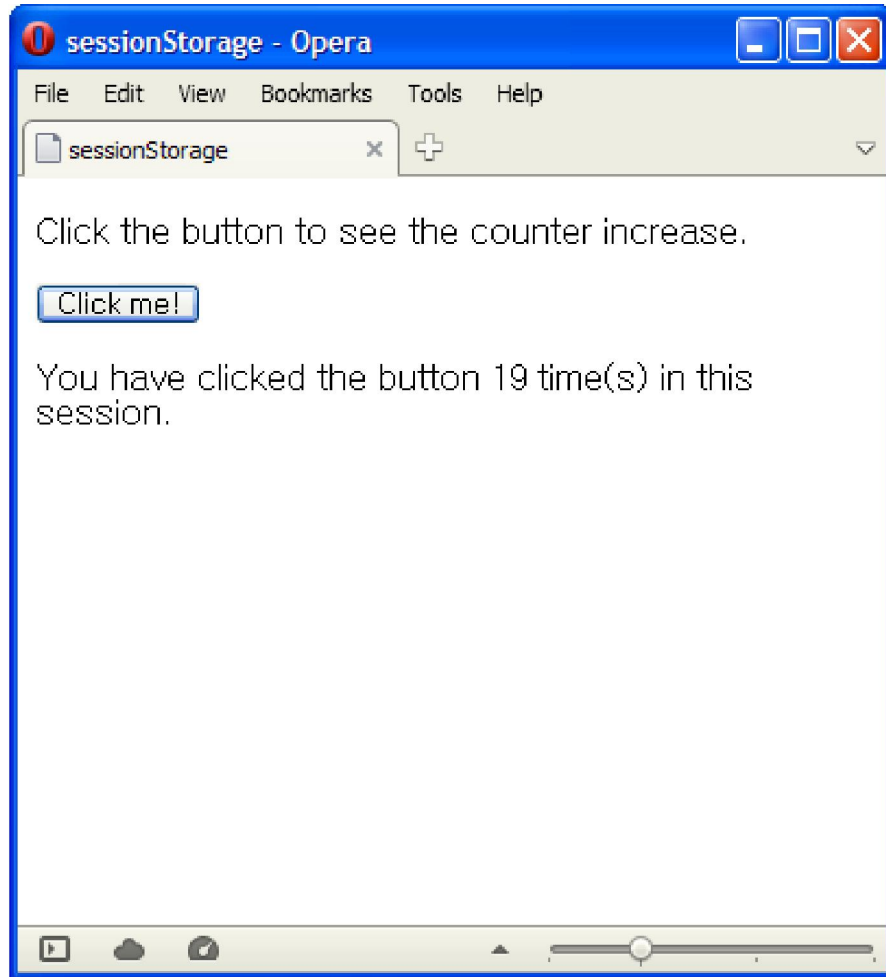 sessionStorage - Opera
File Edit View Bookmarks Tools Help
sessionStorage
Click the button to see the counter increase.
Click me!
You have clicked the button 19 time(s) in this
session.